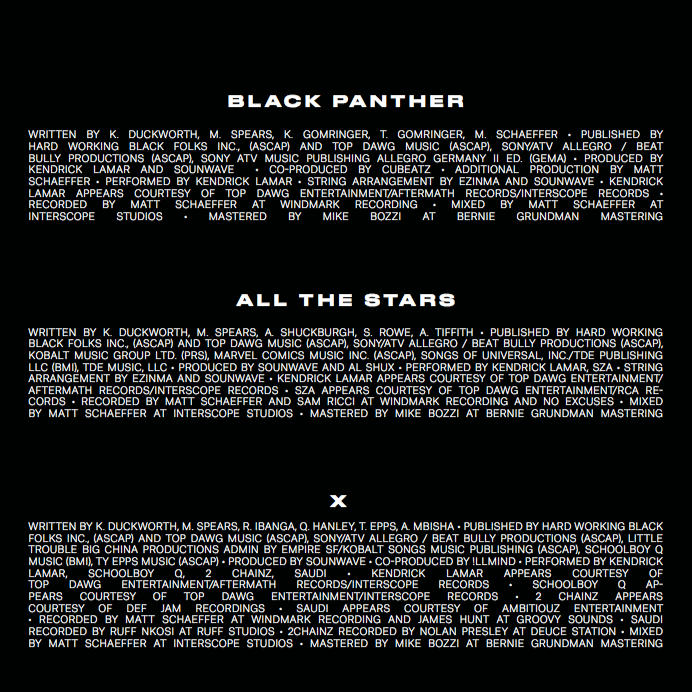 BLACK PANTHER
WRITTEN BY K. DUCKWORTH, M. SPEARS, K. GOMRINGER, T. GOMRINGER, M. SCHAEFFER • PUBLISHED BY
HARD WORKING BLACK FOLKS INC., (ASCAP) AND TOP DAWG MUSIC (ASCAP), SONY/ATV ALLEGRO / BEAT
BULLY PRODUCTIONS (ASCAP), SONY ATV MUSIC PUBLISHING ALLEGRO GERMANY II ED. (GEMA) • PRODUCED BY
KENDRICK LAMAR AND SOUNWAVE • CO-PRODUCED BY CUBEATZ • ADDITIONAL PRODUCTION BY MATT
SCHAEFFER • PERFORMED BY KENDRICK LAMAR • STRING ARRANGEMENT BY EZINMA AND SOUNWAVE • KENDRICK
LAMAR APPEARS COURTESY OF TOP DAWG ENTERTAINMENT/AFTERMATH RECORDS/INTERSCOPE RECORDS •
RECORDED BY MATT SCHAEFFER AT WINDMARK RECORDING • MIXED BY MATT SCHAEFFER AT
INTERSCOPE STUDIOS • MASTERED BY MIKE BOZZI AT BERNIE GRUNDMAN MASTERING
ALL THE STARS
WRITTEN BY K. DUCKWORTH, M. SPEARS, A. SHUCKBURGH, S. ROWE, A. TIFFITH • PUBLISHED BY HARD WORKING
BLACK FOLKS INC., (ASCAP) AND TOP DAWG MUSIC (ASCAP), SONY/ATV ALLEGRO / BEAT BULLY PRODUCTIONS (ASCAP),
KOBALT MUSIC GROUP LTD. (PRS), MARVEL COMICS MUSIC INC. (ASCAP), SONGS OF UNIVERSAL, INC./TDE PUBLISHING
LLC (BMI), TDE MUSIC, LLC • PRODUCED BY SOUNWAVE AND AL SHUX • PERFORMED BY KENDRICK LAMAR, SZA • STRING
ARRANGEMENT BY EZINMA AND SOUNWAVE • KENDRICK LAMAR APPEARS COURTESY OF TOP DAWG ENTERTAINMENT/
AFTERMATH RECORDS/INTERSCOPE RECORDS • SZA APPEARS COURTESY OF TOP DAWG ENTERTAINMENT/RCA RE-
CORDS • RECORDED BY MATT SCHAEFFER AND SAM RICCI AT WINDMARK RECORDING AND NO EXCUSES • MIXED
BY MATT SCHAEFFER AT INTERSCOPE STUDIOS • MASTERED BY MIKE BOZZI AT BERNIE GRUNDMAN MASTERING
X
WRITTEN BY K. DUCKWORTH, M. SPEARS, R. IBANGA, Q. HANLEY, T. EPPS, A. MBISHA • PUBLISHED BY HARD WORKING BLACK
FOLKS INC., (ASCAP) AND TOP DAWG MUSIC (ASCAP), SONY/ATV ALLEGRO / BEAT BULLY PRODUCTIONS (ASCAP), LITTLE
TROUBLE BIG CHINA PRODUCTIONS ADMIN BY EMPIRE SF/KOBALT SONGS MUSIC PUBLISHING (ASCAP), SCHOOLBOY Q
MUSIC (BMI), TY EPPS MUSIC (ASCAP) • PRODUCED BY SOUNWAVE • CO-PRODUCED BY !LLMIND • PERFORMED BY KENDRICK
LAMAR, SCHOOLBOY Q, 2 CHAINZ, SAUDI • KENDRICK LAMAR APPEARS COURTESY OF
TOP DAWG ENTERTAINMENT/AFTERMATH RECORDS/INTERSCOPE RECORDS • SCHOOLBOY Q AP-
PEARS COURTESY OF TOP DAWG ENTERTAINMENT/INTERSCOPE RECORDS • 2 CHAINZ APPEARS
COURTESY OF DEF JAM RECORDINGS • SAUDI APPEARS COURTESY OF AMBITIOUZ ENTERTAINMENT
• RECORDED BY MATT SCHAEFFER AT WINDMARK RECORDING AND JAMES HUNT AT GROOVY SOUNDS • SAUDI
RECORDED BY RUFF NKOSI AT RUFF STUDIOS • 2CHAINZ RECORDED BY NOLAN PRESLEY AT DEUCE STATION • MIXED
BY MATT SCHAEFFER AT INTERSCOPE STUDIOS • MASTERED BY MIKE BOZZI AT BERNIE GRUNDMAN MASTERING